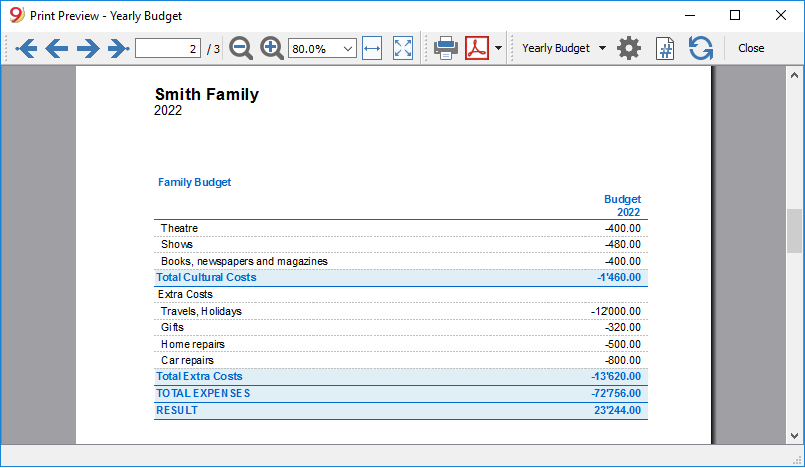 Print Preview - Yearly Budget
2 / 3 80.0% Yearly Budget # Close
Smith Family
2022
Family Budget
Budget
2022
Theatre -400.00
Shows -480.00
Books, newspapers and magazines -400.00
Total Cultural Costs -1'460.00
Extra Costs
Travels, Holidays -12'000.00
Gifts -320.00
Home repairs -500.00
Car repairs -800.00
Total Extra Costs -13'620.00
TOTAL EXPENSES -72'756.00
RESULT 23'244.00